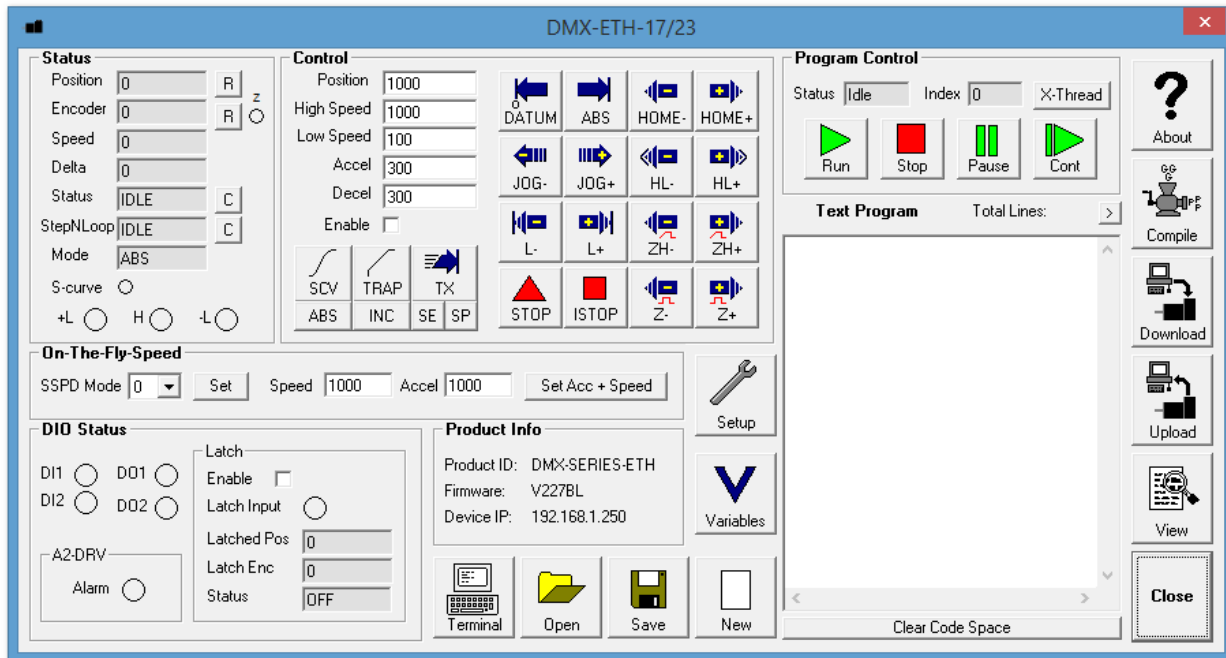 DMX-ETH-17/23
Status
Position 0 R
Encoder 0 R Z
Speed 0
Delta 0
Status IDLE C
StepNLoop IDLE C
Mode ABS
S-curve
+L H -L
Control
Position 1000
High Speed 1000
Low Speed 100
Accel 300
Decel 300
Enable
SCV TRAP TX
ABS INC SE SP
DATUM ABS HOME- HOME+
JOG- JOG+ HL- HL+
L- L+ ZH- ZH+
STOP ISTOP Z- Z+
Program Control
Status Idle Index 0 X-Thread
Run Stop Pause Cont
Text Program Total Lines: >
Clear Code Space
About
Compile
Download
Upload
View
Close
On-The-Fly-Speed
SSPD Mode 0 Set Speed 1000 Accel 1000 Set Acc + Speed
Setup
Variables
DIO Status
DI1 DO1
DI2 DO2
A2-DRV
Alarm
Latch
Enable
Latch Input
Latched Pos 0
Latch Enc 0
Status OFF
Product Info
Product ID: DMX-SERIES-ETH
Firmware: V227BL
Device IP: 192.168.1.250
Terminal Open Save New